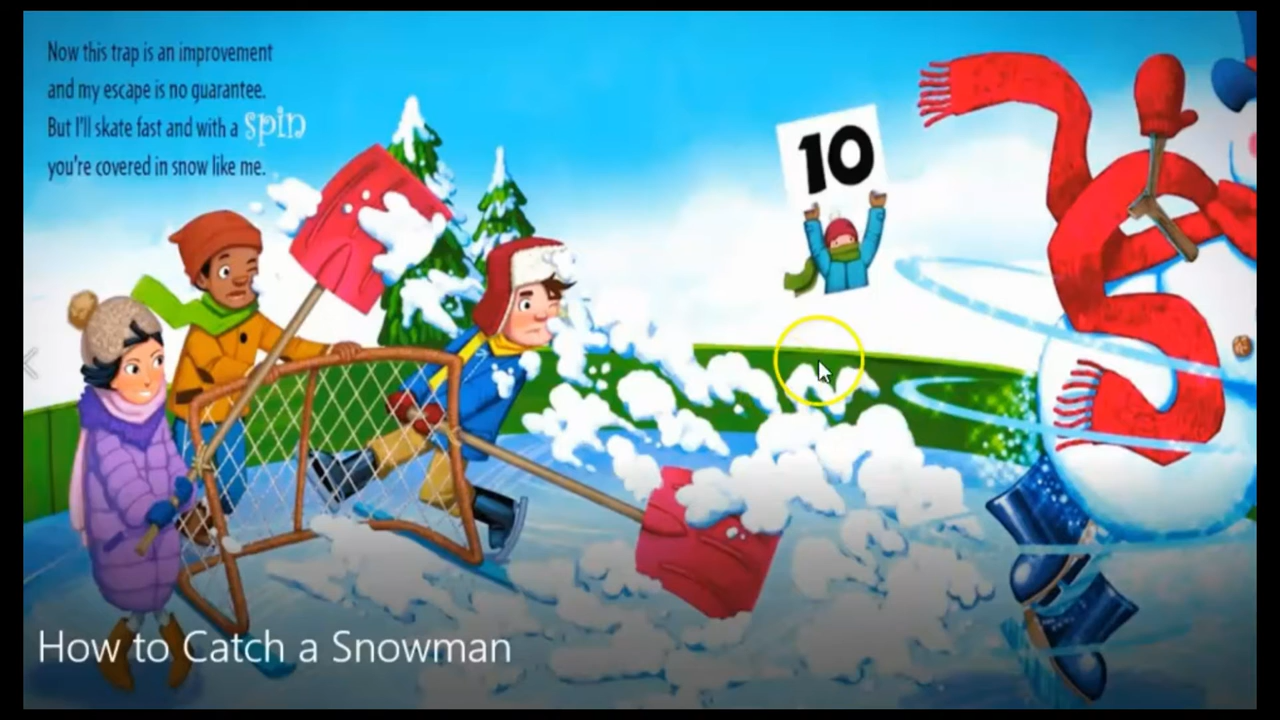 Now this trap is an improvement
and my escape is no guarantee.
But I'll skate fast and with a spin
you're covered in snow like me.
10
How to Catch a Snowman